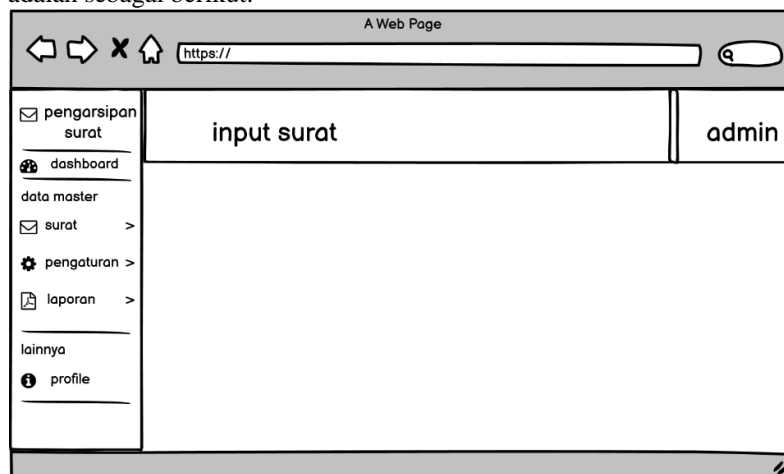 adalah sebagai berikut:
A Web Page
https://
pengarsipan
surat
input surat
admin
dashboard
data master
surat >
pengaturan >
laporan >
lainnya
profile